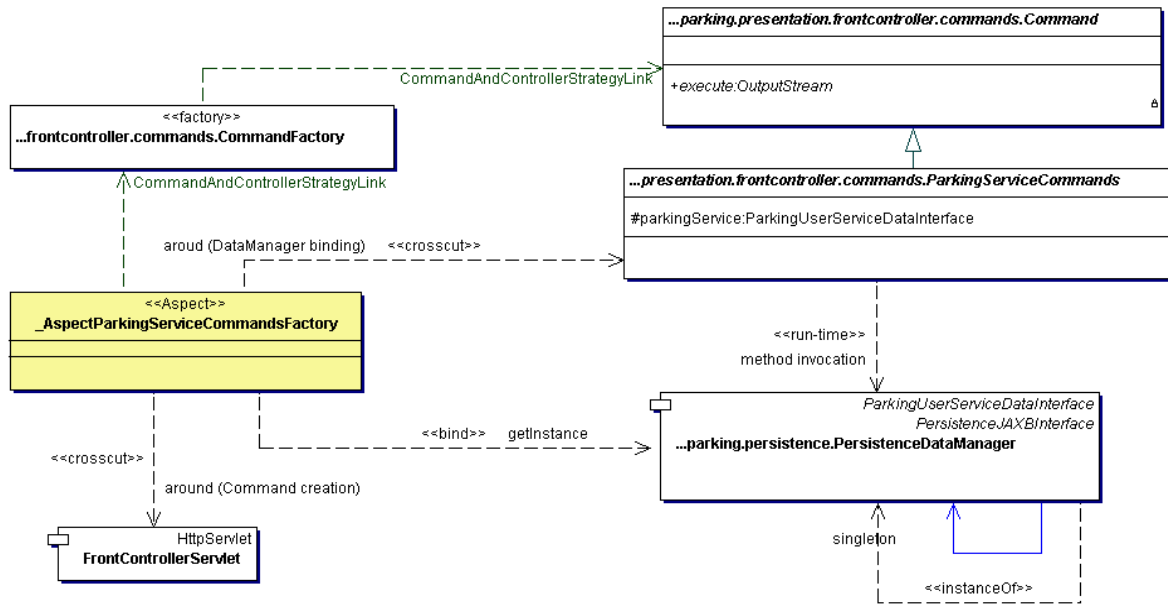 ...parking.presentation.frontcontroller.commands.Command
+execute:OutputStream
CommandAndControllerStrategyLink
<<factory>>
...frontcontroller.commands.CommandFactory
CommandAndControllerStrategyLink
...presentation.frontcontroller.commands.ParkingServiceCommands
#parkingService:ParkingUserServiceDataInterface
aroud (DataManager binding) <<crosscut>>
<<Aspect>>
_AspectParkingServiceCommandsFactory
<<run-time>>
method invocation
ParkingUserServiceDataInterface
PersistenceJAXBInterface
...parking.persistence.PersistenceDataManager
<<bind>> getInstance
<<crosscut>>
around (Command creation)
HttpServlet
FrontControllerServlet
singleton
<<instanceOf>>